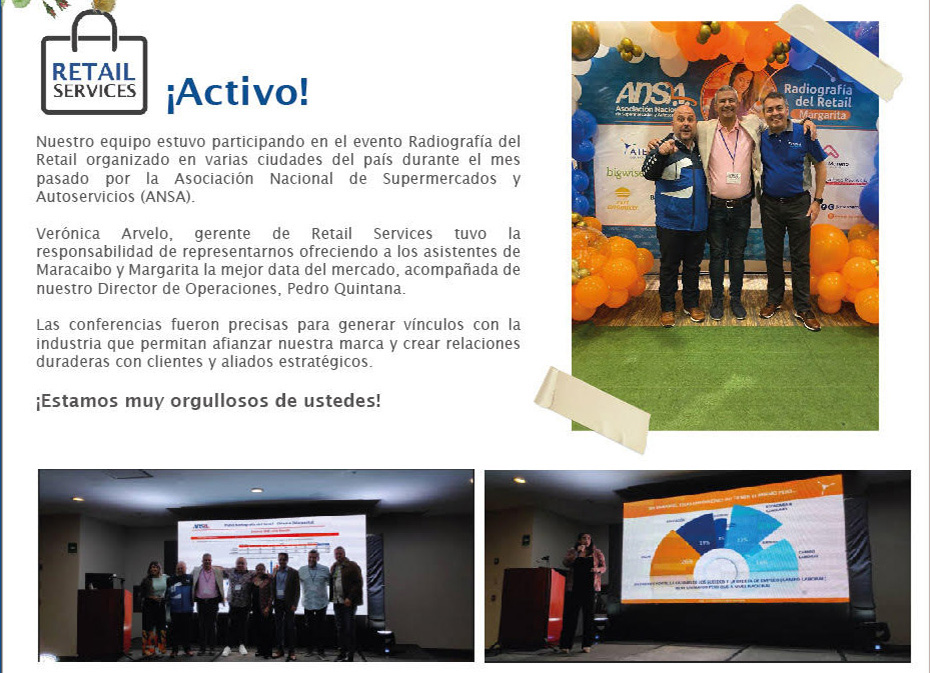 RETAIL
SERVICES
¡Activo!
Nuestro equipo estuvo participando en el evento Radiografía del
Retail organizado en varias ciudades del país durante el mes
pasado por la Asociación Nacional de Supermercados y
Autoservicios (ANSA).
Verónica Arvelo, gerente de Retail Services tuvo la
responsabilidad de representarnos ofreciendo a los asistentes de
Maracaibo y Margarita la mejor data del mercado, acompañada de
nuestro Director de Operaciones, Pedro Quintana.
Las conferencias fueron precisas para generar vínculos con la
industria que permitan afianzar nuestra marca y crear relaciones
duraderas con clientes y aliados estratégicos.
¡Estamos muy orgullosos de ustedes!
ANSA
Asociación
de Supermercados
Radiografía
del Retail
Margarita
bigwise
ANSA